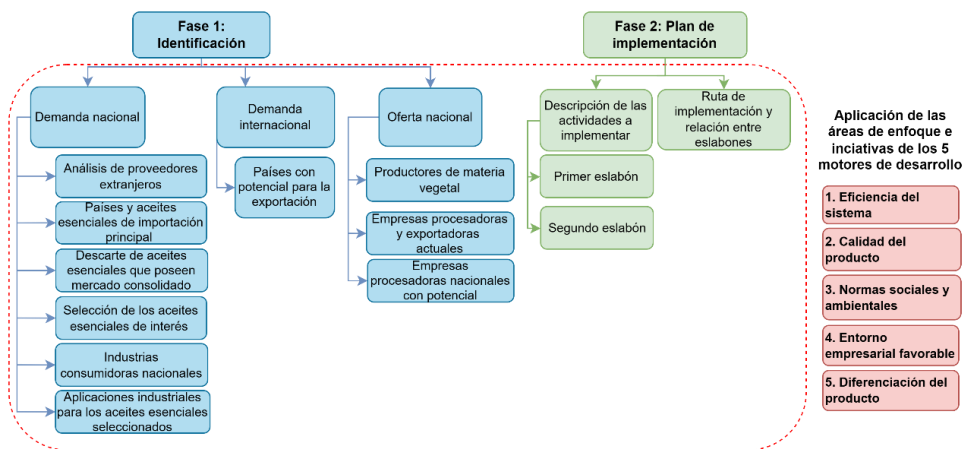 Fase 1:
Identificación
Fase 2: Plan de
implementación
Demanda nacional
Análisis de proveedores
extranjeros
Países y aceites
esenciales de importación
principal
Descarte de aceites
esenciales que poseen
mercado consolidado
Selección de los aceites
esenciales de interés
Industrias
consumidoras nacionales
Aplicaciones industriales
para los aceites esenciales
seleccionados
Demanda
internacional
Países con
potencial para la
exportación
Oferta nacional
Productores de materia
vegetal
Empresas procesadoras
y exportadoras
actuales
Empresas
procesadoras nacionales
con potencial
Descripción de las
actividades a
implementar
Primer eslabón
Segundo eslabón
Ruta de
implementación y
relación entre
eslabones
Aplicación de las
áreas de enfoque e
inciativas de los 5
motores de desarrollo
1. Eficiencia del
sistema
2. Calidad del
producto
3. Normas sociales y
ambientales
4. Entorno
empresarial favorable
5. Diferenciación del
producto